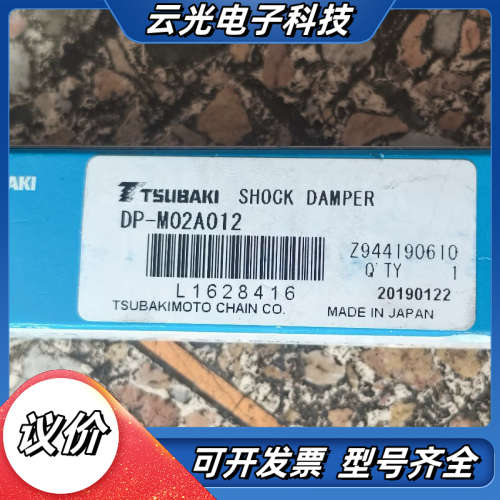 云光电子科技
BAKI
TSUBAKI SHOCK DAMPER
DP-M02A012
Z944190610
Q'TY 1
L1628416
20190122
TSUBAKIMOTO CHAIN CO.
MADE IN JAPAN
议价
可开发票 型号齐全